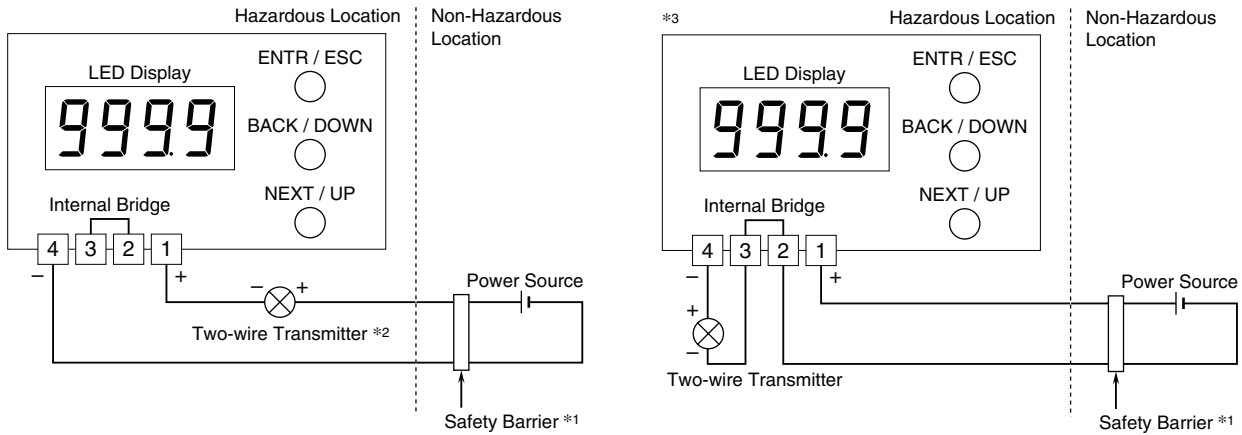 Hazardous Location
Non-Hazardous
Location
ENTR / ESC
LED Display
999.9
BACK / DOWN
NEXT / UP
Internal Bridge
4 3 2 1
– +
– +
Power Source
Two-wire Transmitter *2
Safety Barrier *1
*3
Hazardous Location
Non-Hazardous
Location
ENTR / ESC
LED Display
999.9
BACK / DOWN
NEXT / UP
Internal Bridge
4 3 2 1
– +
Power Source
+
–
Two-wire Transmitter
Safety Barrier *1